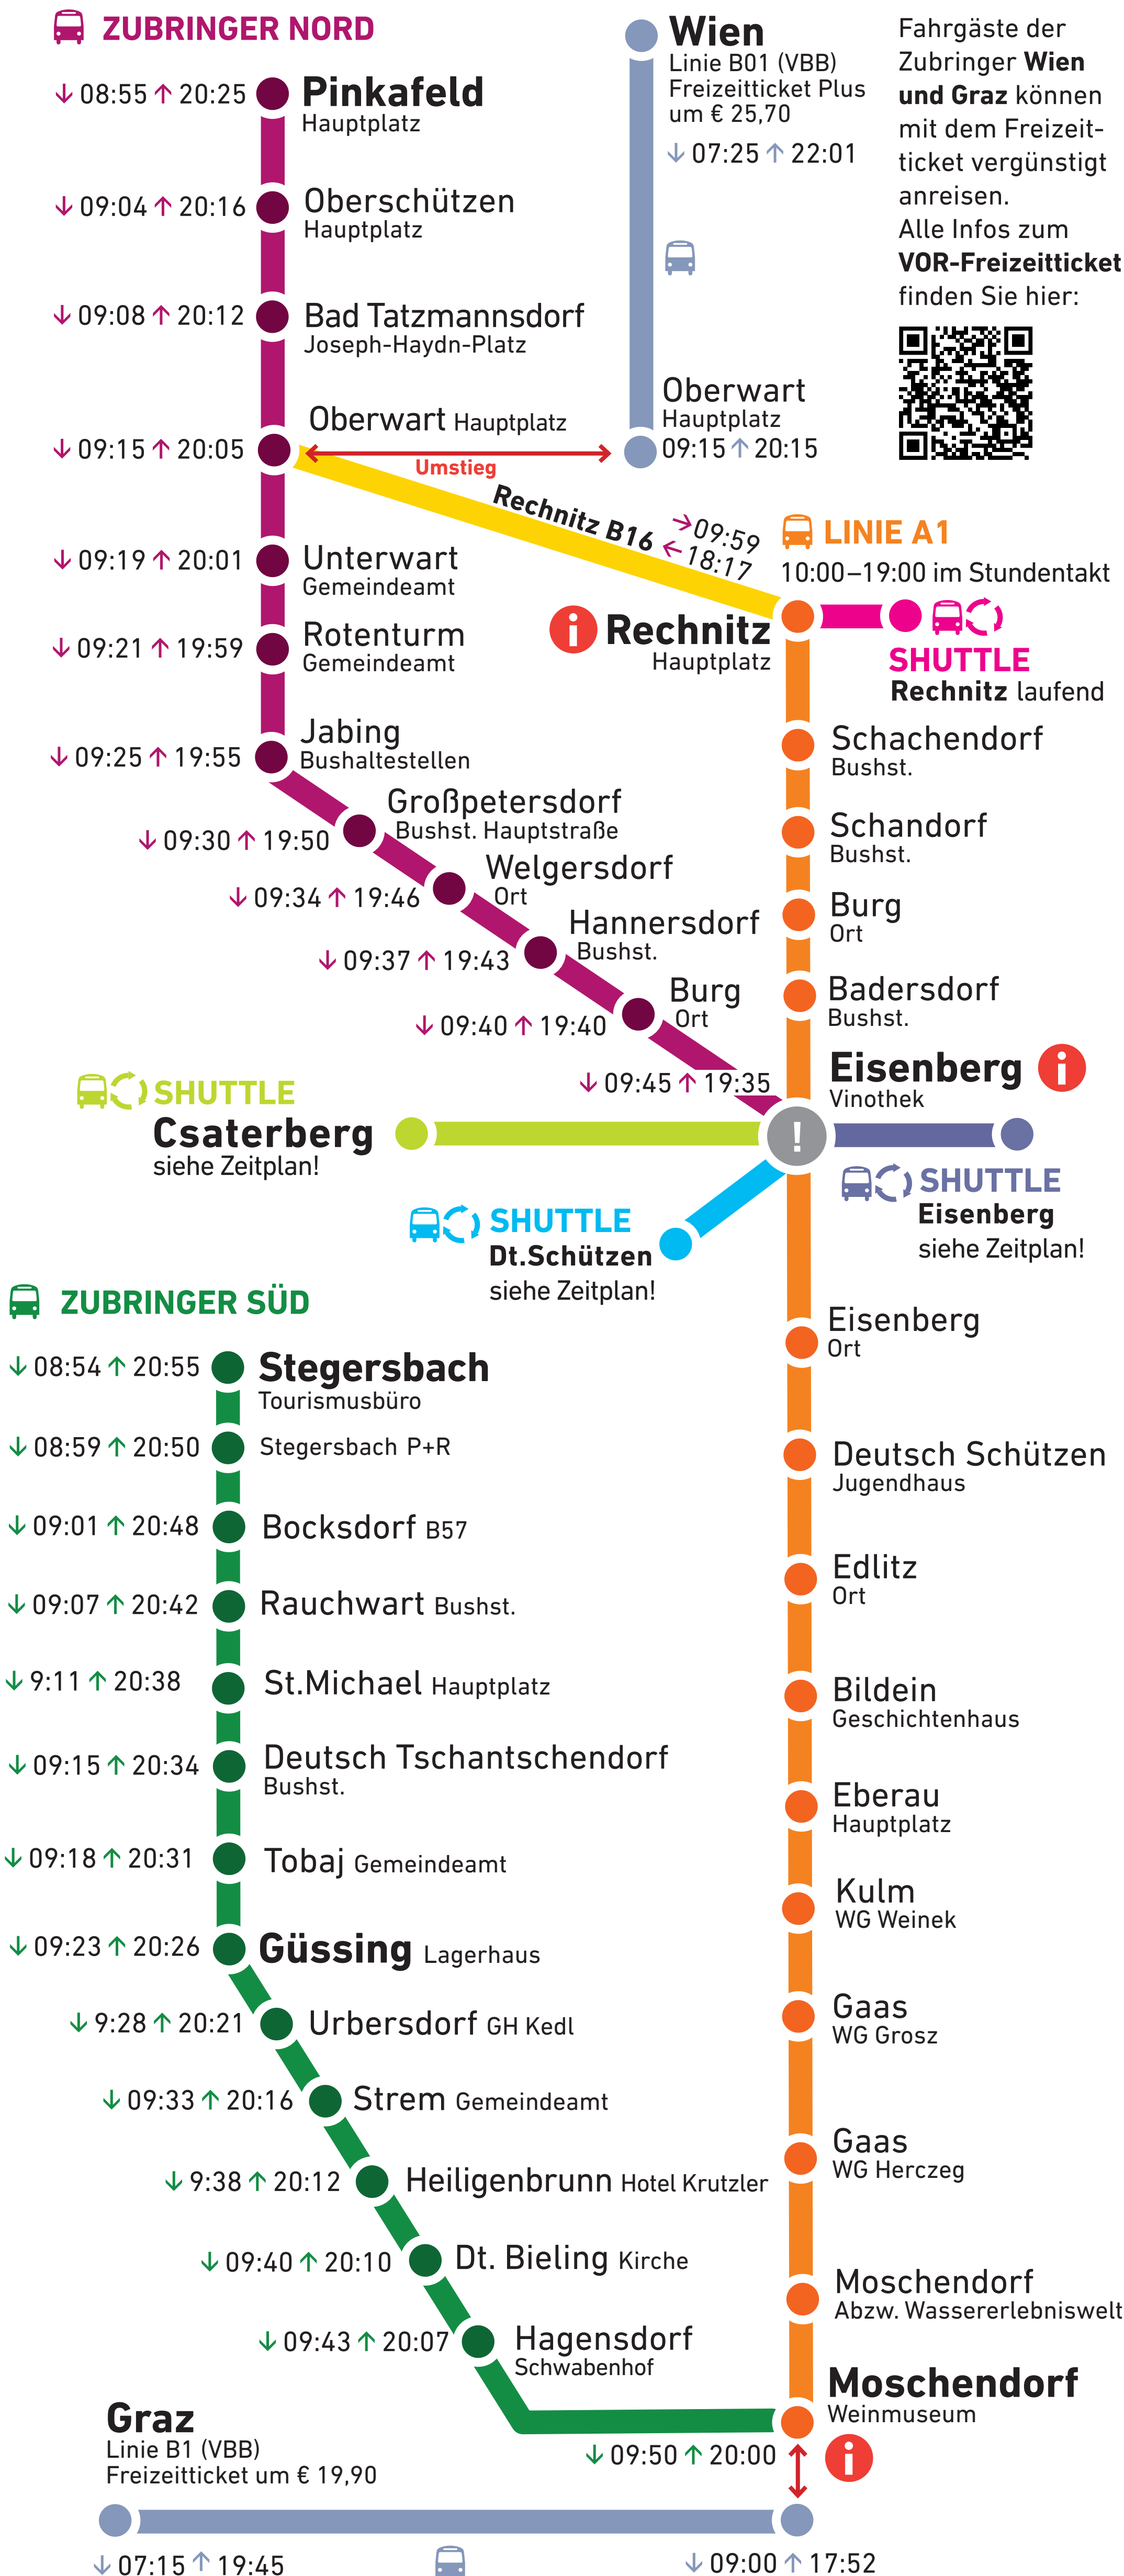 ZUBRINGER NORD
↓ 08:55 ↑ 20:25
Pinkafeld
Hauptplatz
↓ 09:04 ↑ 20:16
Oberschützen
Hauptplatz
↓ 09:08 ↑ 20:12
Bad Tatzmannsdorf
Joseph-Haydn-Platz
Oberwart Hauptplatz
↓ 09:15 ↑ 20:05
Umstieg
Wien
Linie B01 (VBB)
Freizeitticket Plus
um € 25,70
↓ 07:25 ↑ 22:01
Oberwart
Hauptplatz
09:15 ↑ 20:15
Fahrgäste der
Zubringer Wien
und Graz können
mit dem Freizeit-
ticket vergünstigt
anreisen.
Alle Infos zum
VOR-Freizeitticket
finden Sie hier:
Rechnitz B16
→ 09:59
← 18:17
↓ 09:19 ↑ 20:01
Unterwart
Gemeindeamt
↓ 09:21 ↑ 19:59
Rotenturm
Gemeindeamt
↓ 09:25 ↑ 19:55
Jabing
Bushaltestellen
Großpetersdorf
Bushst. Hauptstraße
↓ 09:30 ↑ 19:50
Welgersdorf
Ort
↓ 09:34 ↑ 19:46
Hannersdorf
Bushst.
↓ 09:37 ↑ 19:43
Burg
Ort
↓ 09:40 ↑ 19:40
↓ 09:45 ↑ 19:35
LINIE A1
10:00–19:00 im Stundentakt
i Rechnitz
Hauptplatz
SHUTTLE
Rechnitz laufend
Schachendorf
Bushst.
Schandorf
Bushst.
Burg
Ort
Badersdorf
Bushst.
Eisenberg i
Vinothek
!
SHUTTLE
Csaterberg
siehe Zeitplan!
SHUTTLE
Dt.Schützen
siehe Zeitplan!
SHUTTLE
Eisenberg
siehe Zeitplan!
Eisenberg
Ort
Deutsch Schützen
Jugendhaus
Edlitz
Ort
Bildein
Geschichtenhaus
Eberau
Hauptplatz
Kulm
WG Weinek
Gaas
WG Grosz
Gaas
WG Herczeg
Moschendorf
Abzw. Wassererlebniswelt
Moschendorf
Weinmuseum
i
ZUBRINGER SÜD
↓ 08:54 ↑ 20:55
Stegersbach
Tourismusbüro
↓ 08:59 ↑ 20:50
Stegersbach P+R
↓ 09:01 ↑ 20:48
Bocksdorf B57
↓ 09:07 ↑ 20:42
Rauchwart Bushst.
↓ 9:11 ↑ 20:38
St.Michael Hauptplatz
↓ 09:15 ↑ 20:34
Deutsch Tschantschendorf
Bushst.
↓ 09:18 ↑ 20:31
Tobaj Gemeindeamt
↓ 09:23 ↑ 20:26
Güssing Lagerhaus
↓ 9:28 ↑ 20:21
Urbersdorf GH Kedl
↓ 09:33 ↑ 20:16
Strem Gemeindeamt
↓ 9:38 ↑ 20:12
Heiligenbrunn Hotel Krutzler
↓ 09:40 ↑ 20:10
Dt. Bieling Kirche
↓ 09:43 ↑ 20:07
Hagensdorf
Schwabenhof
↓ 09:50 ↑ 20:00
Graz
Linie B1 (VBB)
Freizeitticket um € 19,90
↓ 07:15 ↑ 19:45
↓ 09:00 ↑ 17:52